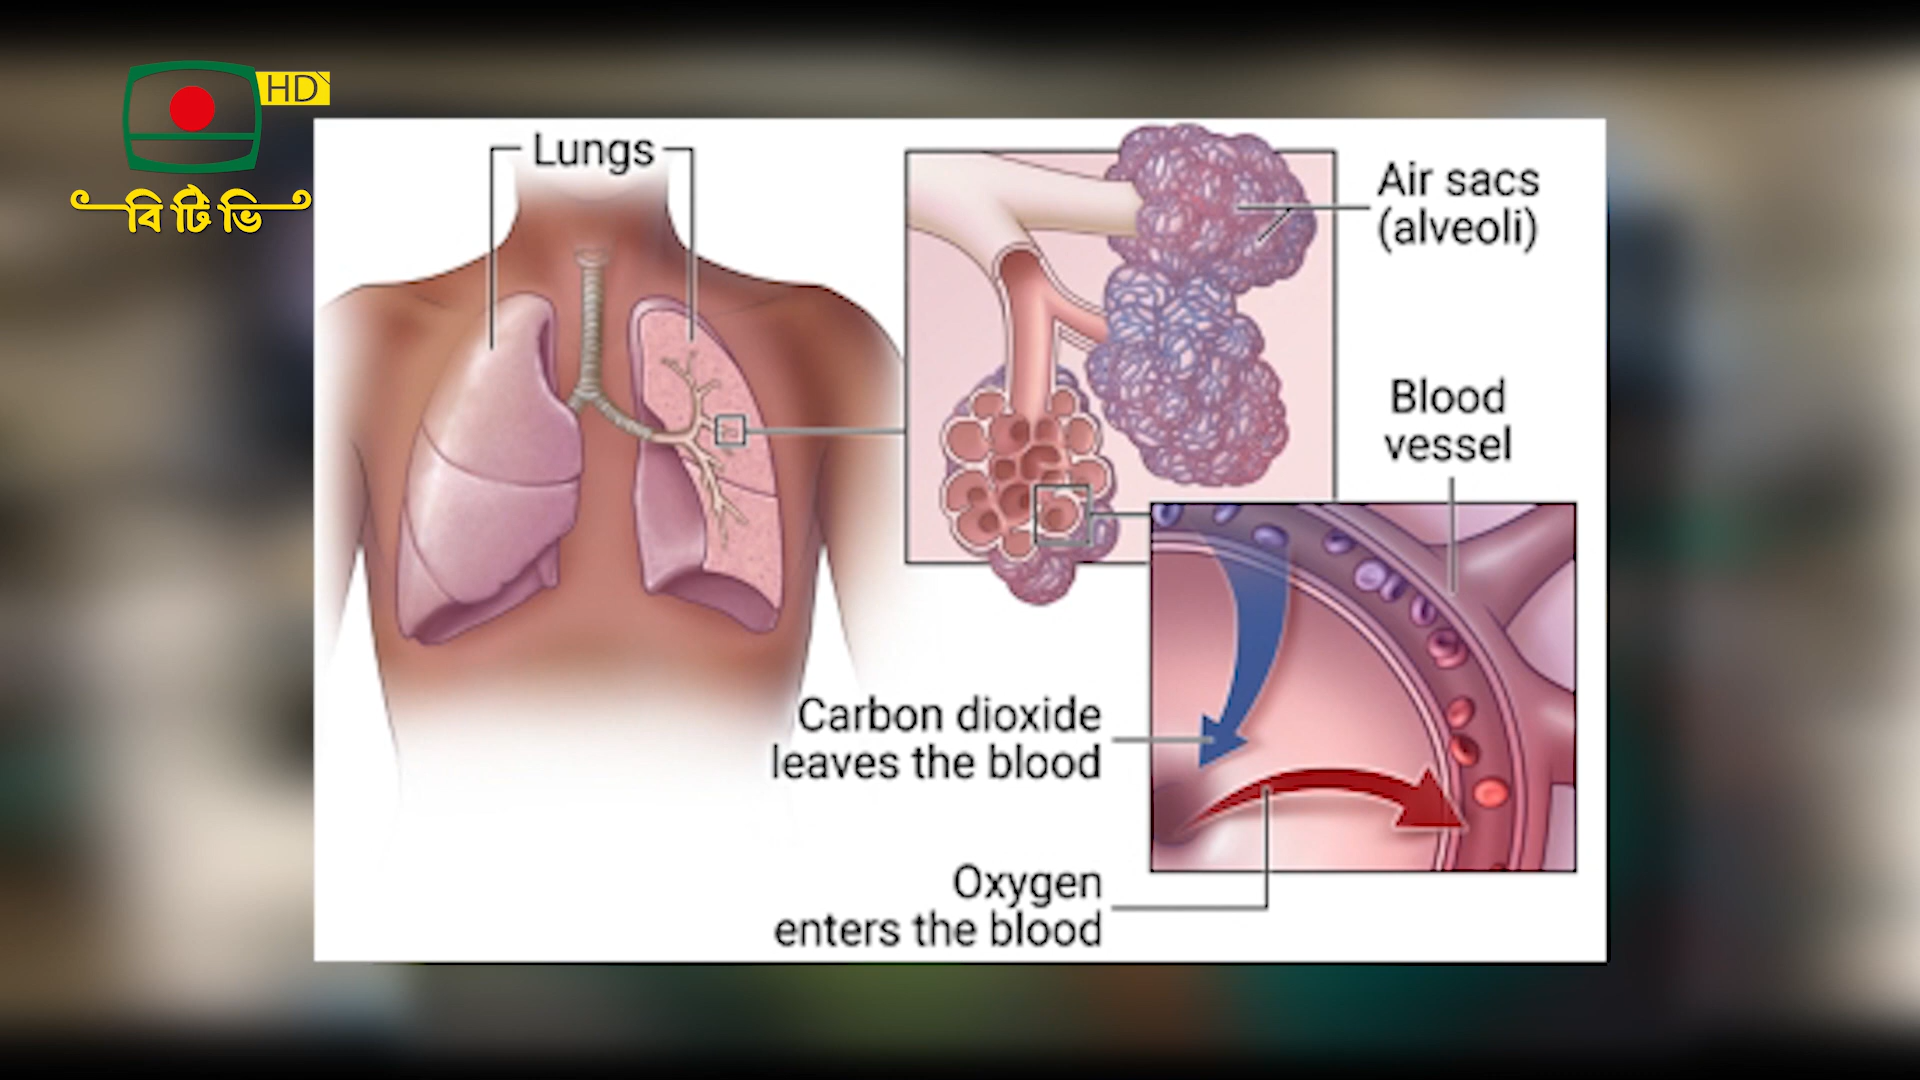 HD
বিটিভি
Lungs
Air sacs
(alveoli)
Blood
vessel
Carbon dioxide
leaves the blood
Oxygen
enters the blood